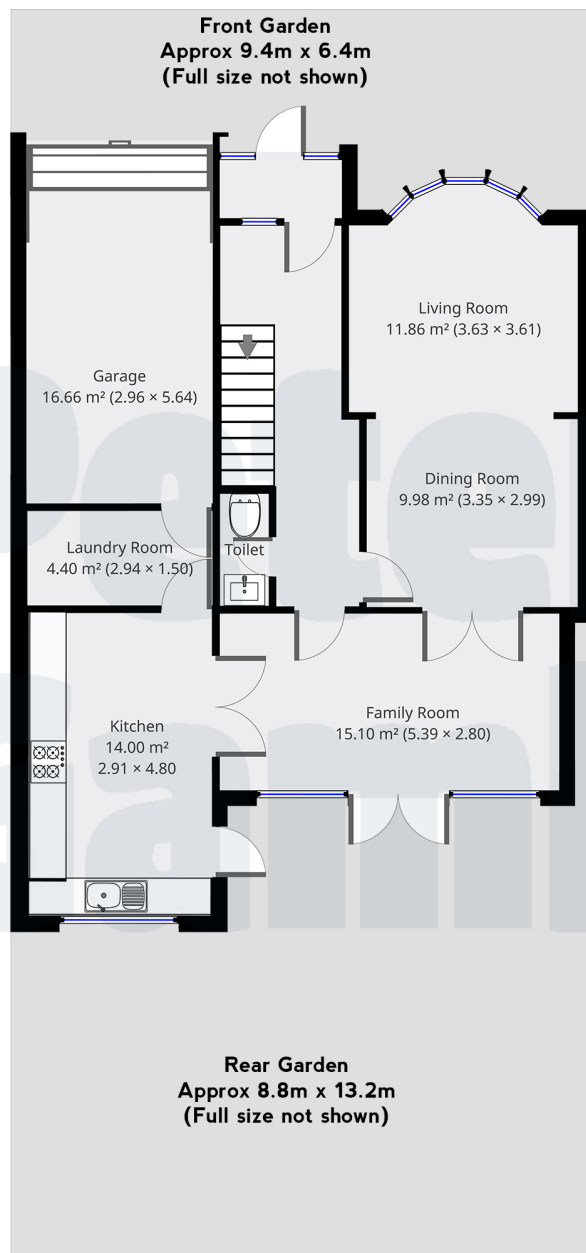 Front Garden
Approx 9.4m x 6.4m
(Full size not shown)
Living Room
11.86 m² (3.63 × 3.61)
Garage
16.66 m² (2.96 × 5.64)
Dining Room
9.98 m² (3.35 × 2.99)
Laundry Room
4.40 m² (2.94 × 1.50)
Toilet
Family Room
15.10 m² (5.39 × 2.80)
Kitchen
14.00 m²
2.91 × 4.80
Rear Garden
Approx 8.8m x 13.2m
(Full size not shown)